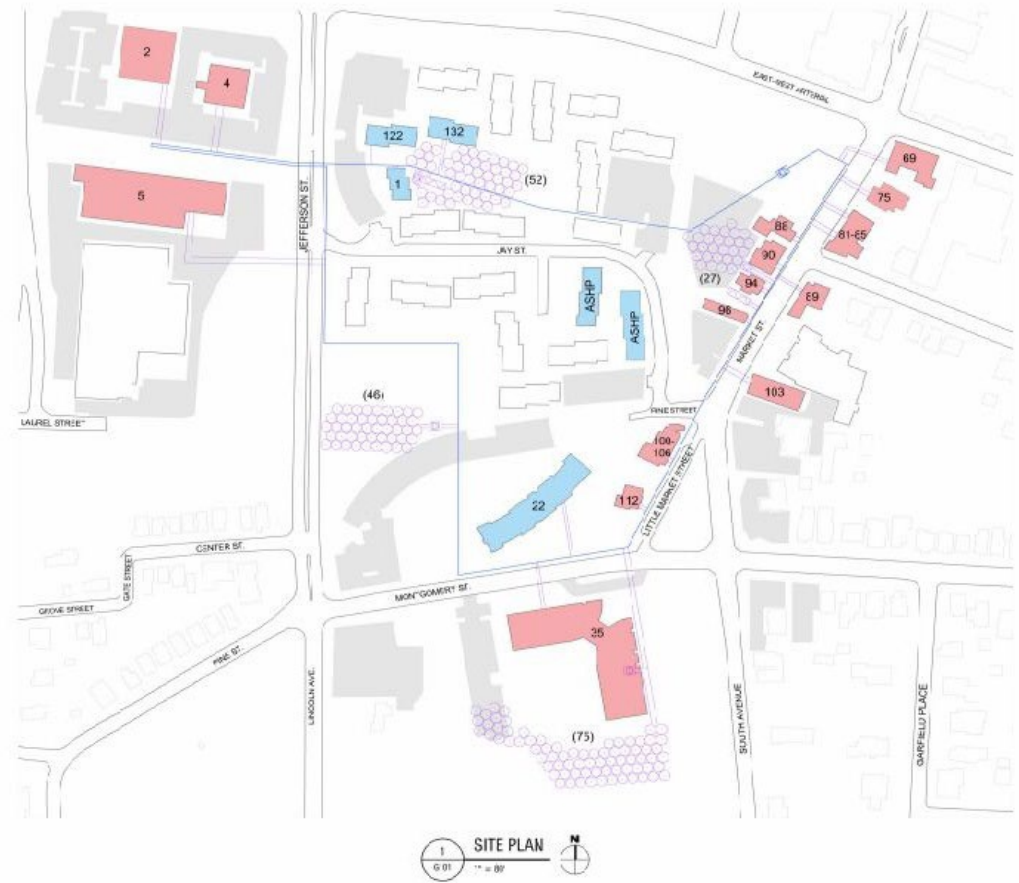 2
4
EAST-WEST ARTERIAL
122
132
69
5
1
(52)
75
JEFFERSON ST.
88
81-85
JAY ST.
90
(27)
94
ASHP
ASHP
96
89
MARKET ST.
103
(46)
LAUREL STREET
PINE STREET
100-
106
22
112
LITTLE MARKET STREET
CENTER ST.
GATE STREET
GROVE STREET
MONTGOMERY ST.
PINE ST.
35
LINCOLN AVE.
SOUTH AVENUE
GARFIELD PLACE
(75)
1
G 01
SITE PLAN
N